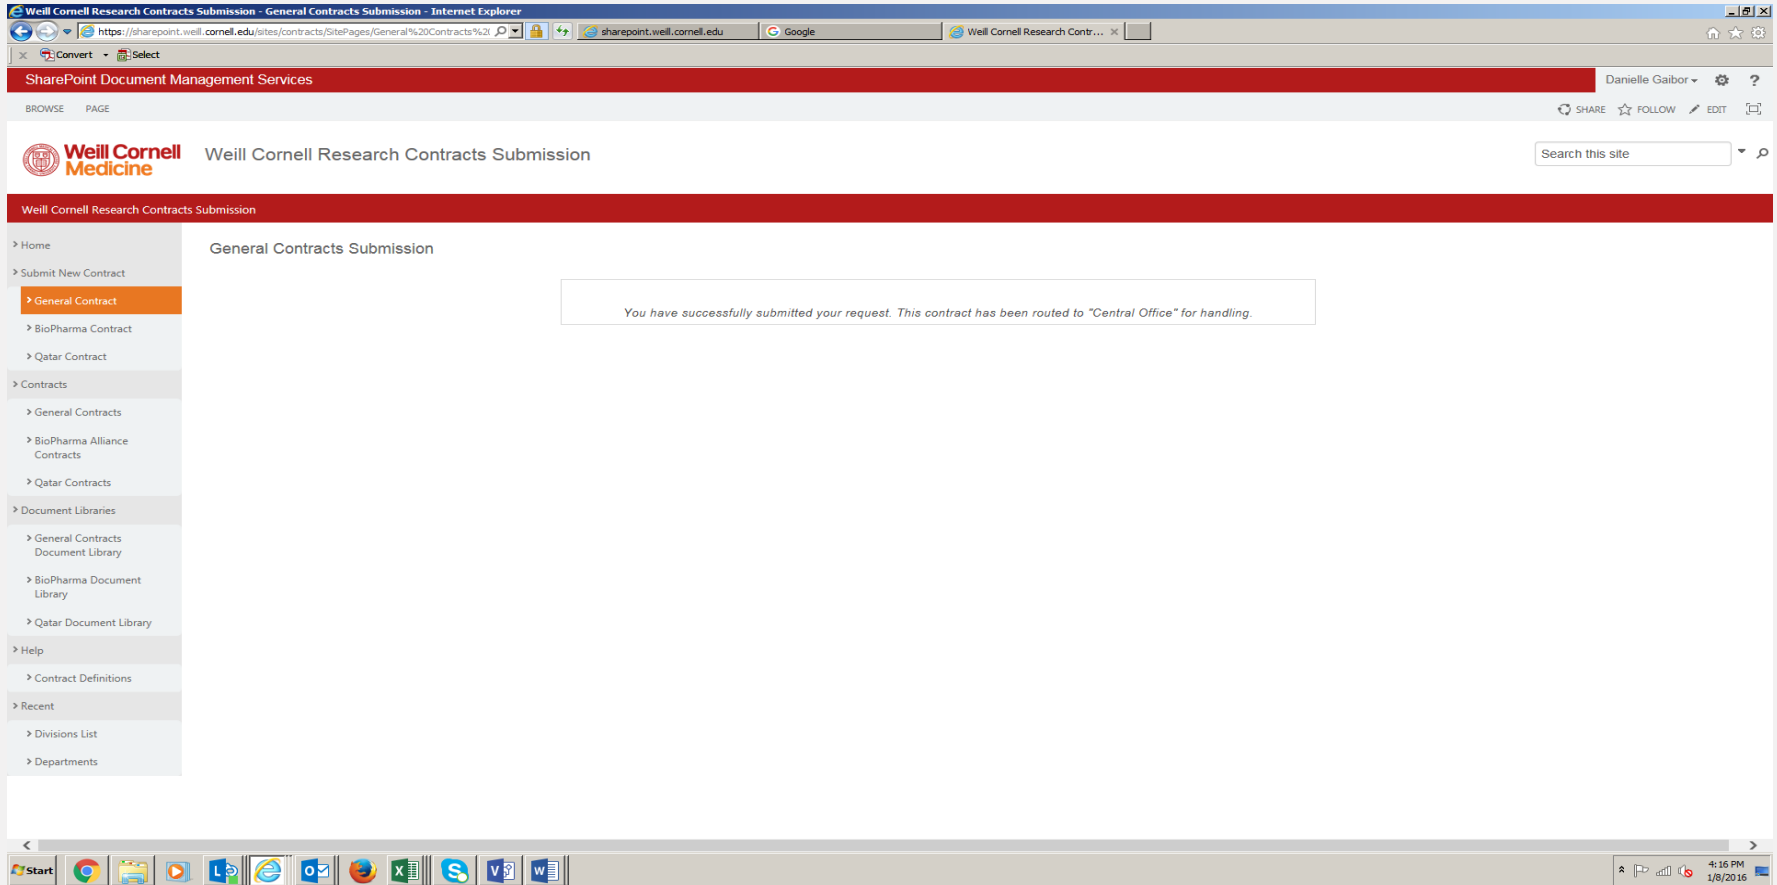 Weill Cornell Research Contracts Submission - General Contracts Submission - Internet Explorer
https://sharepoint.weill.cornell.edu/sites/contracts/SitePages/General%20Contracts%2(
sharepoint.weill.cornell.edu
Google
Weill Cornell Research Contr...
Convert
Select
SharePoint Document Management Services
Danielle Gaibor
?
BROWSE PAGE
SHARE FOLLOW EDIT
Weill Cornell
Medicine
Weill Cornell Research Contracts Submission
Search this site
Weill Cornell Research Contracts Submission
Home
Submit New Contract
General Contract
BioPharma Contract
Qatar Contract
Contracts
General Contracts
BioPharma Alliance
Contracts
Qatar Contracts
Document Libraries
General Contracts
Document Library
BioPharma Document
Library
Qatar Document Library
Help
Contract Definitions
Recent
Divisions List
Departments
General Contracts Submission
You have successfully submitted your request. This contract has been routed to "Central Office" for handling.
Start
4:16 PM
1/8/2016